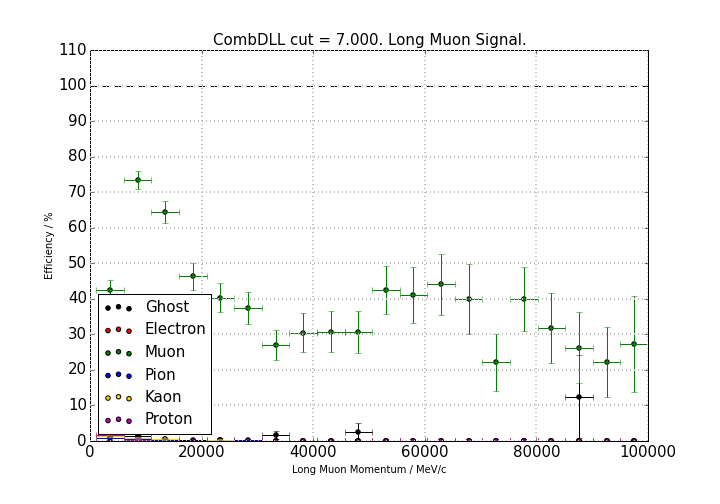 CombDLL cut = 7.000. Long Muon Signal.
110
100
90
80
70
60
50
40
30
20
10
0
Efficiency / %
Ghost
Electron
Muon
Pion
Kaon
Proton
0 20000 40000 60000 80000 100000
Long Muon Momentum / MeV/c